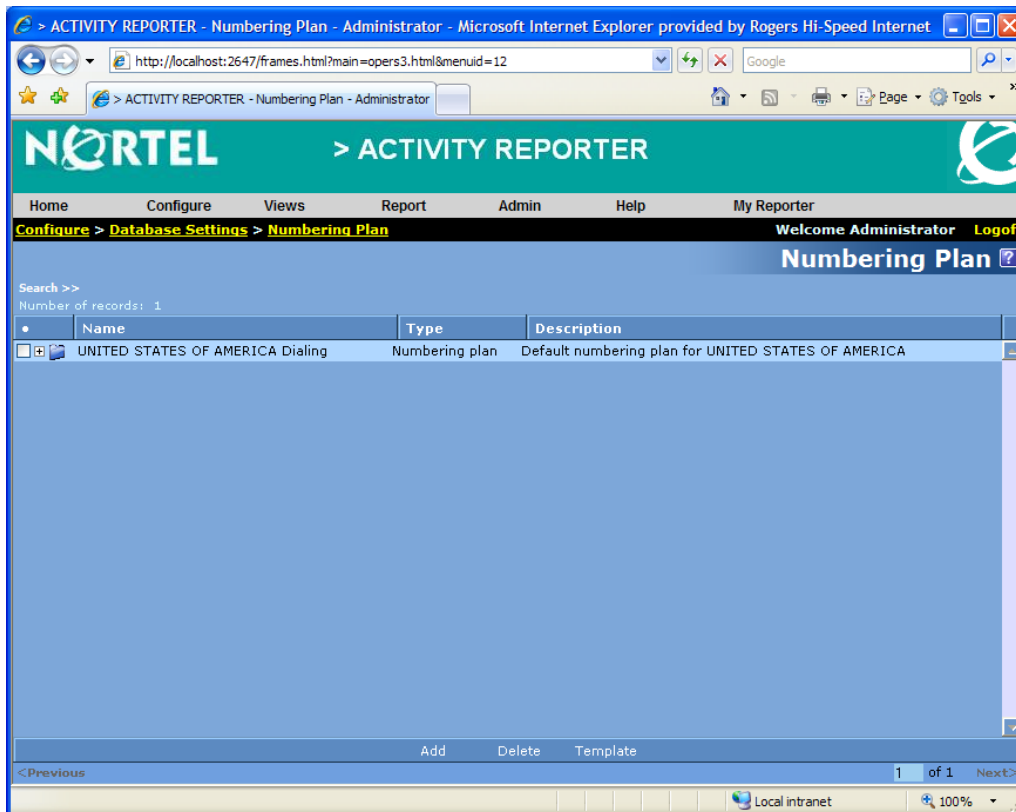 > ACTIVITY REPORTER - Numbering Plan - Administrator - Microsoft Internet Explorer provided by Rogers Hi-Speed Internet
http://localhost:2647/frames.html?main=opers3.html&menuid=12
Google
> ACTIVITY REPORTER - Numbering Plan - Administrator
Page
Tools
»
NORTEL > ACTIVITY REPORTER
Home Configure Views Report Admin Help My Reporter
Configure > Database Settings > Numbering Plan Welcome Administrator Logof
Numbering Plan ?
Search >>
Number of records: 1
Name Type Description
UNITED STATES OF AMERICA Dialing Numbering plan Default numbering plan for UNITED STATES OF AMERICA
Add Delete Template
<Previous 1 of 1 Next>
Local intranet 100%